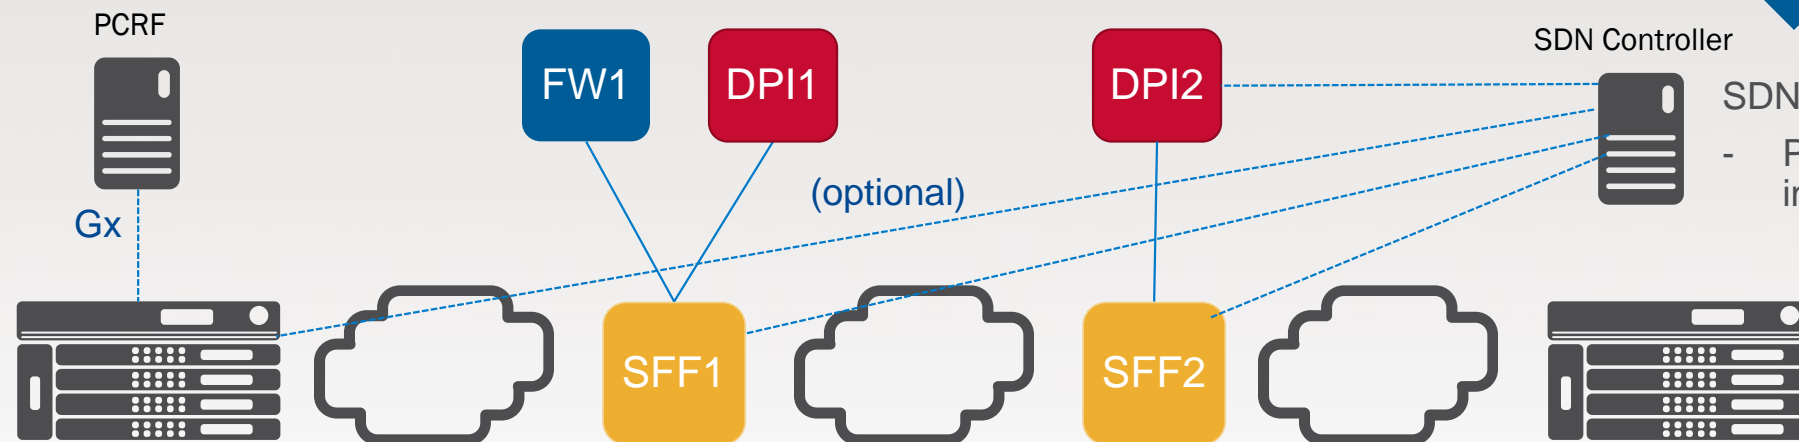 PCRF
SDN Controller
FW1
DPI1
DPI2
SDN
-
(optional)
Gx
SFF1
SFF2